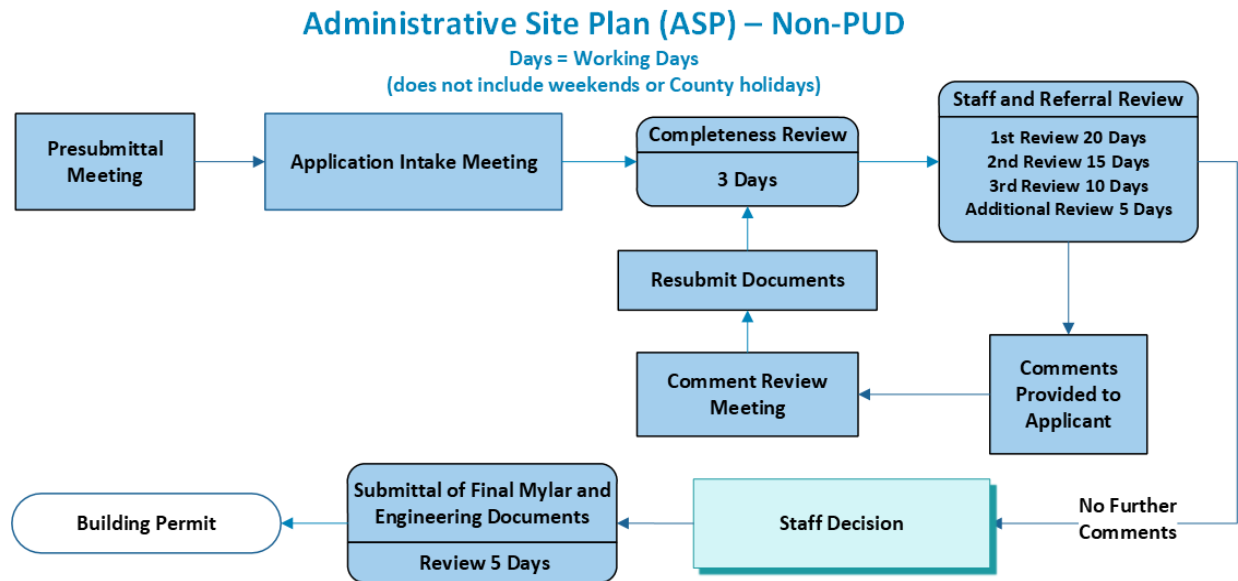 Administrative Site Plan (ASP) – Non-PUD
Days = Working Days
(does not include weekends or County holidays)
Presubmittal
Meeting
Application Intake Meeting
Completeness Review
3 Days
Staff and Referral Review
1st Review 20 Days
2nd Review 15 Days
3rd Review 10 Days
Additional Review 5 Days
Resubmit Documents
Comment Review
Meeting
Comments
Provided to
Applicant
No Further
Comments
Staff Decision
Submittal of Final Mylar and
Engineering Documents
Review 5 Days
Building Permit